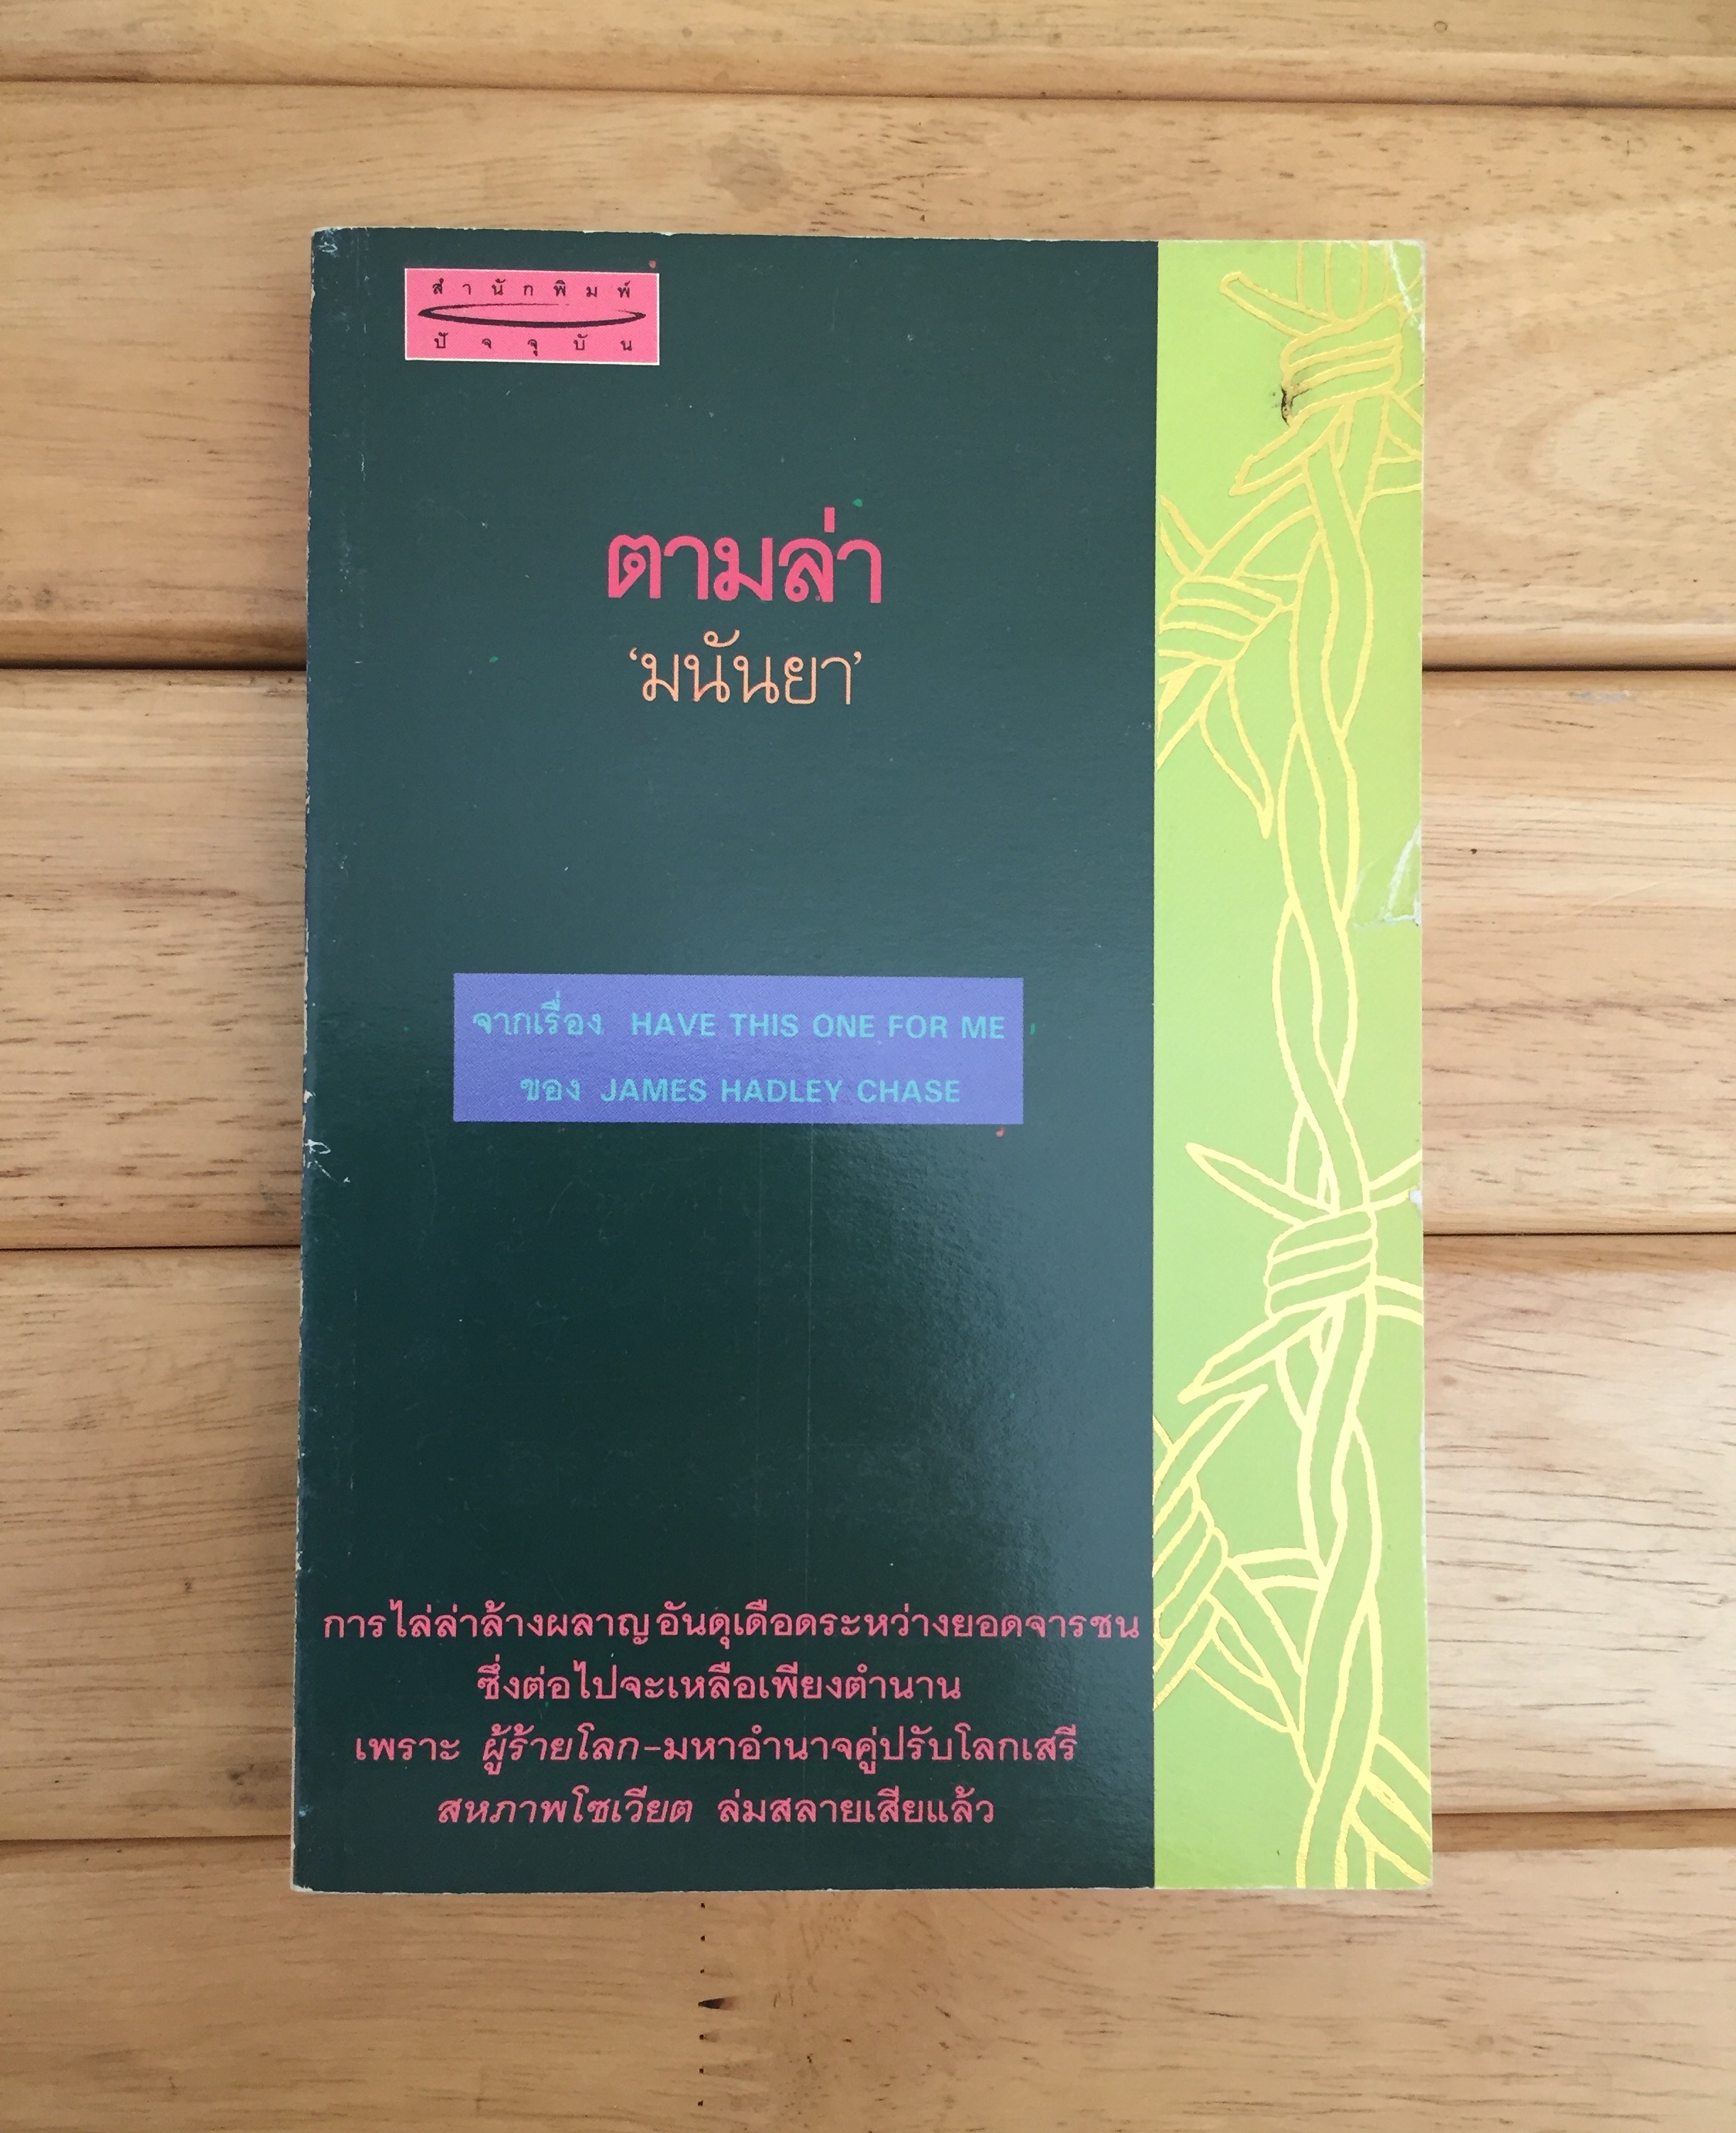 สำนักพิมพ์
ปัจจุบัน
ตามล่า
‘มนันยา’
จากเรื่อง HAVE THIS ONE FOR ME
ของ JAMES HADLEY CHASE
การไล่ล่าล้างผลาญอันดุเดือดระหว่างยอดจารชน
ซึ่งต่อไปจะเหลือเพียงตำนาน
เพราะ ผู้ร้ายโลก-มหาอำนาจคู่ปรับโลกเสรี
สหภาพโซเวียต ล่มสลายเสียแล้ว